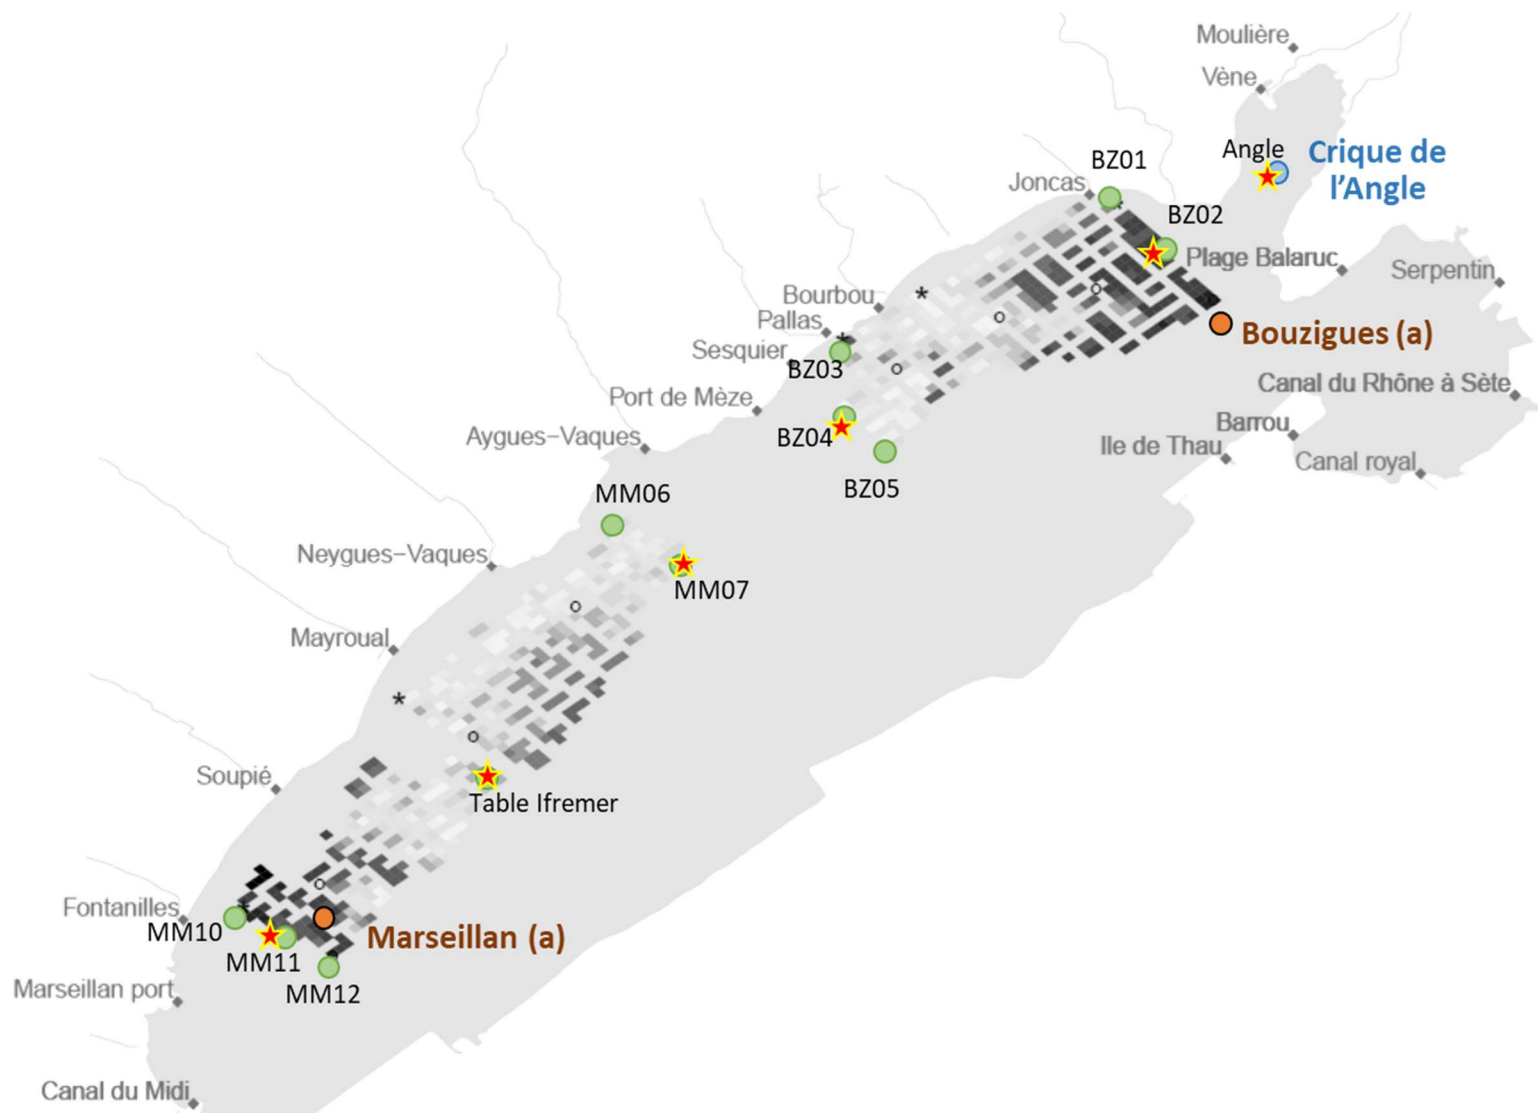 Moulière
Vène
Angle
Crique de
l'Angle
BZ01
Joncas
BZ02
Plage Balaruc
Serpentin
Bourbou
Pallas
Sesquier
BZ03
Bouzigues (a)
Port de Mèze
Canal du Rhône à Sète
Barrou
Aygues-Vaques
BZ04
Ile de Thau
Canal royal
BZ05
MM06
Neygues-Vaques
MM07
Mayroual
Soupié
Table Ifremer
Fontanilles
MM10
Marseillan (a)
MM11
Marseillan port
MM12
Canal du Midi